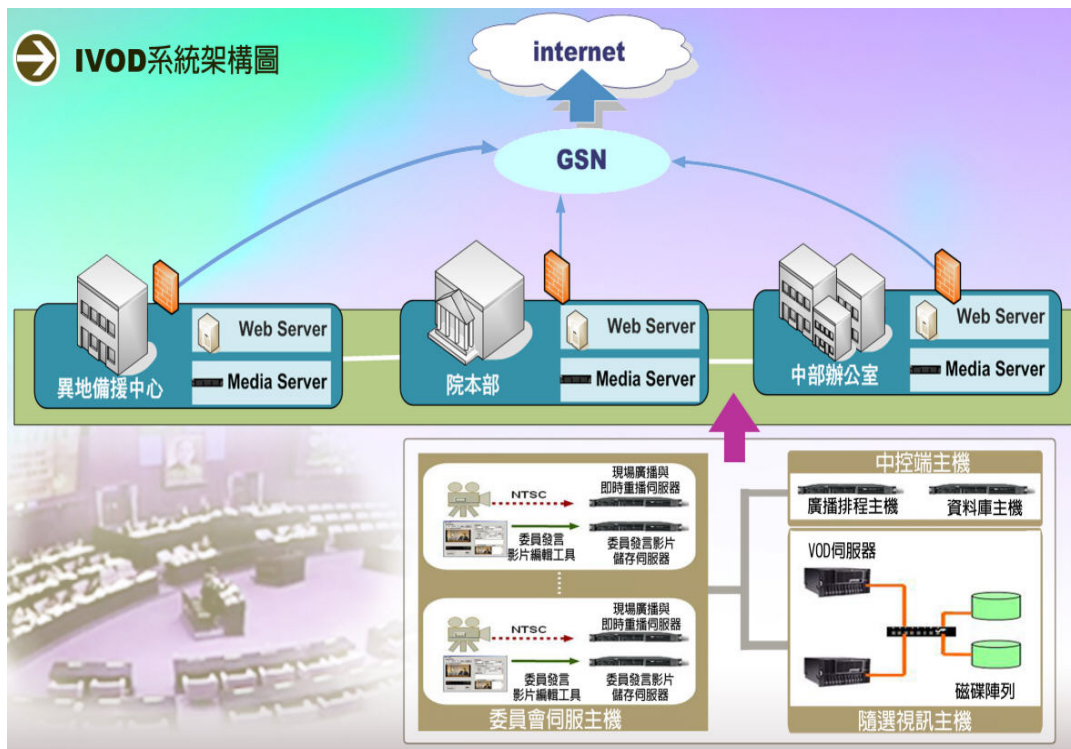 IVOD系統架構圖
internet
GSN
Web Server
Media Server
異地備援中心
Web Server
Media Server
院本部
Web Server
Media Server
中部辦公室
現場廣播與
即時重播伺服器
NTSC
委員發言
影片編輯工具
委員發言影片
儲存伺服器
現場廣播與
即時重播伺服器
NTSC
委員發言
影片編輯工具
委員發言影片
儲存伺服器
委員會伺服主機
中控端主機
廣播排程主機
資料庫主機
VOD伺服器
磁碟陣列
隨選視訊主機